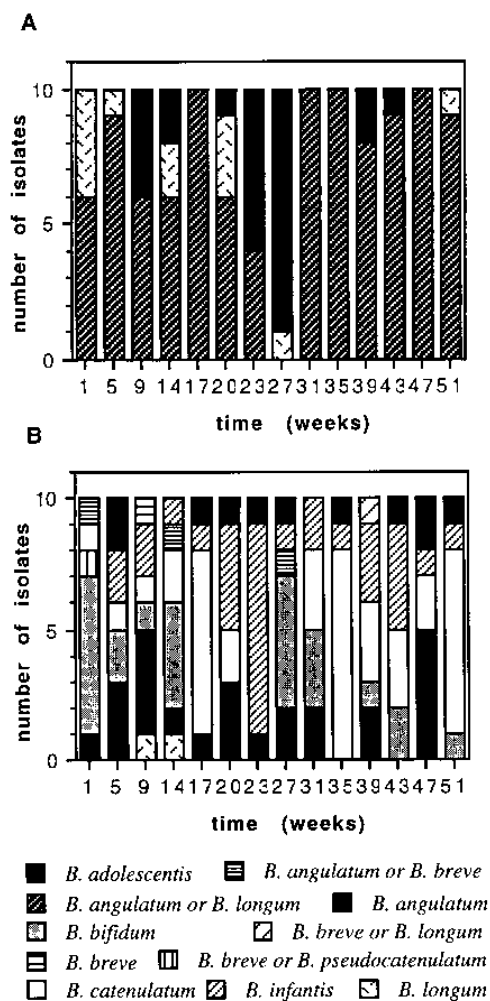 A
number of isolates
10
5
0
1 5 9 14 17 20 23 27 31 35 39 43 47 51
time (weeks)
B
number of isolates
10
5
0
1 5 9 14 17 20 23 27 31 35 39 43 47 51
time (weeks)
B. adolescentis B. angulatum or B. breve
B. angulatum or B. longum B. angulatum
B. bifidum B. breve or B. longum
B. breve B. breve or B. pseudocatenulatum
B. catenulatum B. infantis B. longum